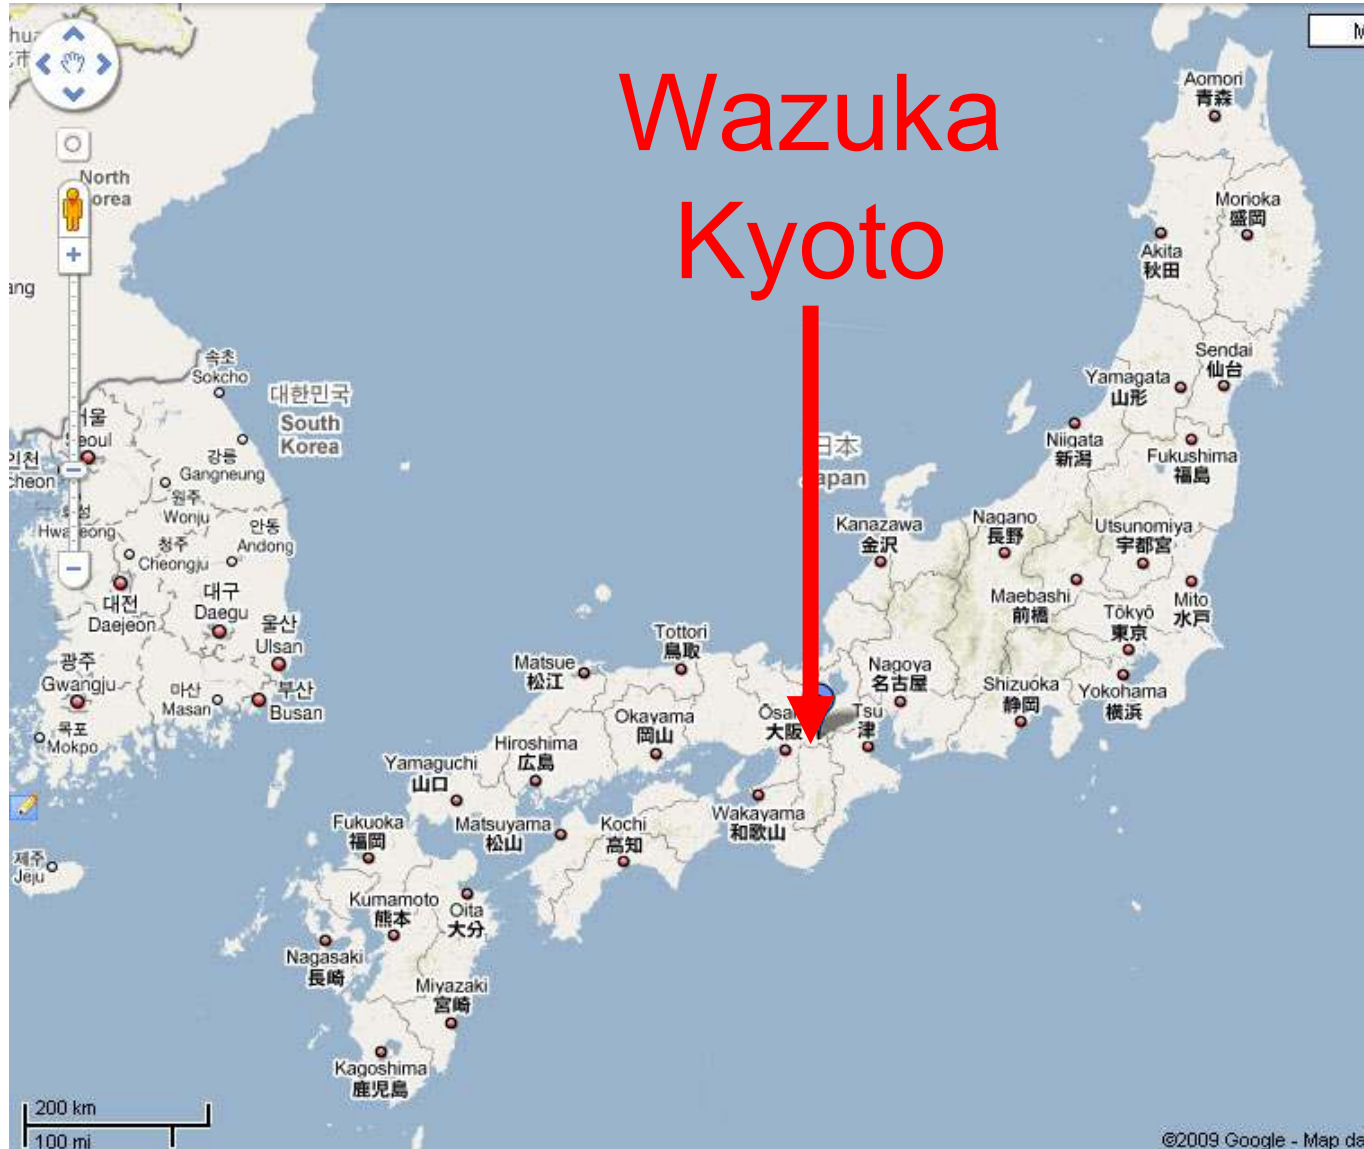 Wazuka
Kyoto
North
orea
ang
속초
Sokcho
대한민국
South
Korea
서울
Seoul
인천
cheon
강릉
Gangneung
원주
Wonju
화성
안동
Andong
청주
Cheongju
대전
Daejeon
대구
Daegu
울산
Ulsan
광주
Gwangju
마산
Masan
부산
Busan
목포
Mokpo
제주
Jeju
日本
Japan
Aomori
青森
Morioka
盛岡
Akita
秋田
Sendai
仙台
Yamagata
山形
Niigata
新潟
Fukushima
福島
Kanazawa
金沢
Nagano
長野
Utsunomiya
宇都宮
Maebashi
前橋
Mito
水戸
Tōkyō
東京
Yokohama
横浜
Shizuoka
静岡
Nagoya
名古屋
Tsu
津
Tottori
鳥取
Matsue
松江
Okayama
岡山
大阪
Hiroshima
広島
Yamaguchi
山口
Wakayama
和歌山
Fukuoka
福岡
Matsuyama
松山
Kochi
高知
Kumamoto
熊本
Oita
大分
Nagasaki
長崎
Miyazaki
宮崎
Kagoshima
鹿児島
200 km
100 mi
©2009 Google - Map da